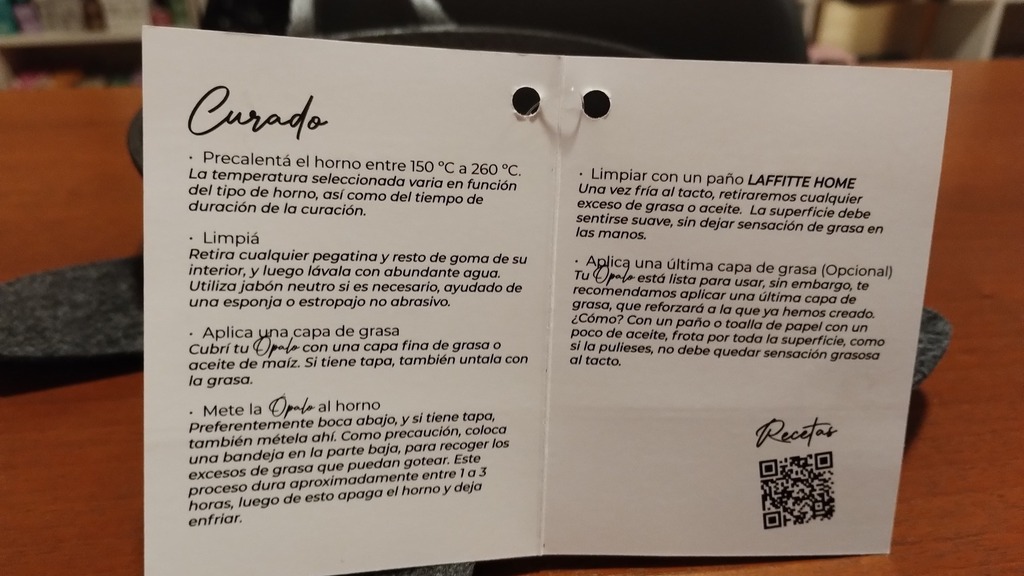 Curado
· Precalentá el horno entre 150 °C a 260 °C.
La temperatura seleccionada varia en función
del tipo de horno, así como del tiempo de
duración de la curación.
· Limpiá
Retira cualquier pegatina y resto de goma de su
interior, y luego lávala con abundante agua.
Utiliza jabón neutro si es necesario, ayudado de
una esponja o estropajo no abrasivo.
· Aplica una capa de grasa
Cubrí tu Ópalo con una capa fina de grasa o
aceite de maíz. Si tiene tapa, también untala con
la grasa.
· Mete la Ópalo al horno
Preferentemente boca abajo, y si tiene tapa,
también métela ahí. Como precaución, coloca
una bandeja en la parte baja, para recoger los
excesos de grasa que puedan gotear. Este
proceso dura aproximadamente entre 1 a 3
horas, luego de esto apaga el horno y deja
enfriar.
· Limpiar con un paño LAFFITTE HOME
Una vez fría al tacto, retiraremos cualquier
exceso de grasa o aceite. La superficie debe
sentirse suave, sin dejar sensación de grasa en
las manos.
· Aplica una última capa de grasa (Opcional)
Tu Ópalo está lista para usar, sin embargo, te
recomendamos aplicar una última capa de
grasa, que reforzará a la que ya hemos creado.
¿Cómo? Con un paño o toalla de papel con un
poco de aceite, frota por toda la superficie, como
si la pulieses, no debe quedar sensación grasosa
al tacto.
Recetas